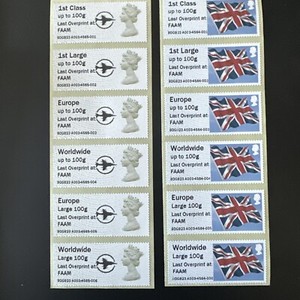 1st Class
up to 100g
Last Overprint at
FAAM
1st Large
up to 100g
Last Overprint at
FAAM
Europe
up to 100g
Last Overprint at
FAAM
Worldwide
up to 100g
Last Overprint at
FAAM
Europe
Large 100g
Last Overprint at
FAAM
Worldwide
Large 100g
Last Overprint at
FAAM
1st Class
up to 100g
Last Overprint at
FAAM
1st Large
up to 100g
Last Overprint at
FAAM
Europe
up to 100g
Last Overprint at
FAAM
Worldwide
up to 100g
Last Overprint at
FAAM
Europe
Large 100g
Last Overprint at
FAAM
Worldwide
Large 100g
Last Overprint at
FAAM